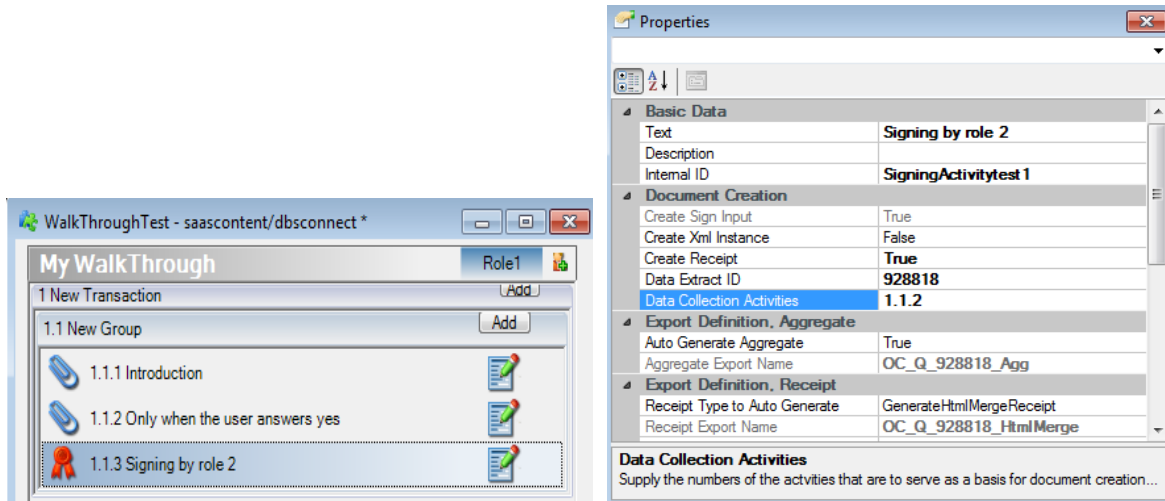 WalkThroughTest - saascontent/dbsconnect *
My WalkThrough Role1
1 New Transaction Add
1.1 New Group Add
1.1.1 Introduction
1.1.2 Only when the user answers yes
1.1.3 Signing by role 2
Properties
Basic Data
Text Signing by role 2
Description
Internal ID SigningActivitytest1
Document Creation
Create Sign Input True
Create Xml Instance False
Create Receipt True
Data Extract ID 928818
Data Collection Activities 1.1.2
Export Definition, Aggregate
Auto Generate Aggregate True
Aggregate Export Name OC_Q_928818_Agg
Export Definition, Receipt
Receipt Type to Auto Generate GenerateHtmlMergeReceipt
Receipt Export Name OC_Q_928818_HtmlMerge
Data Collection Activities
Supply the numbers of the actvities that are to serve as a basis for document creation...